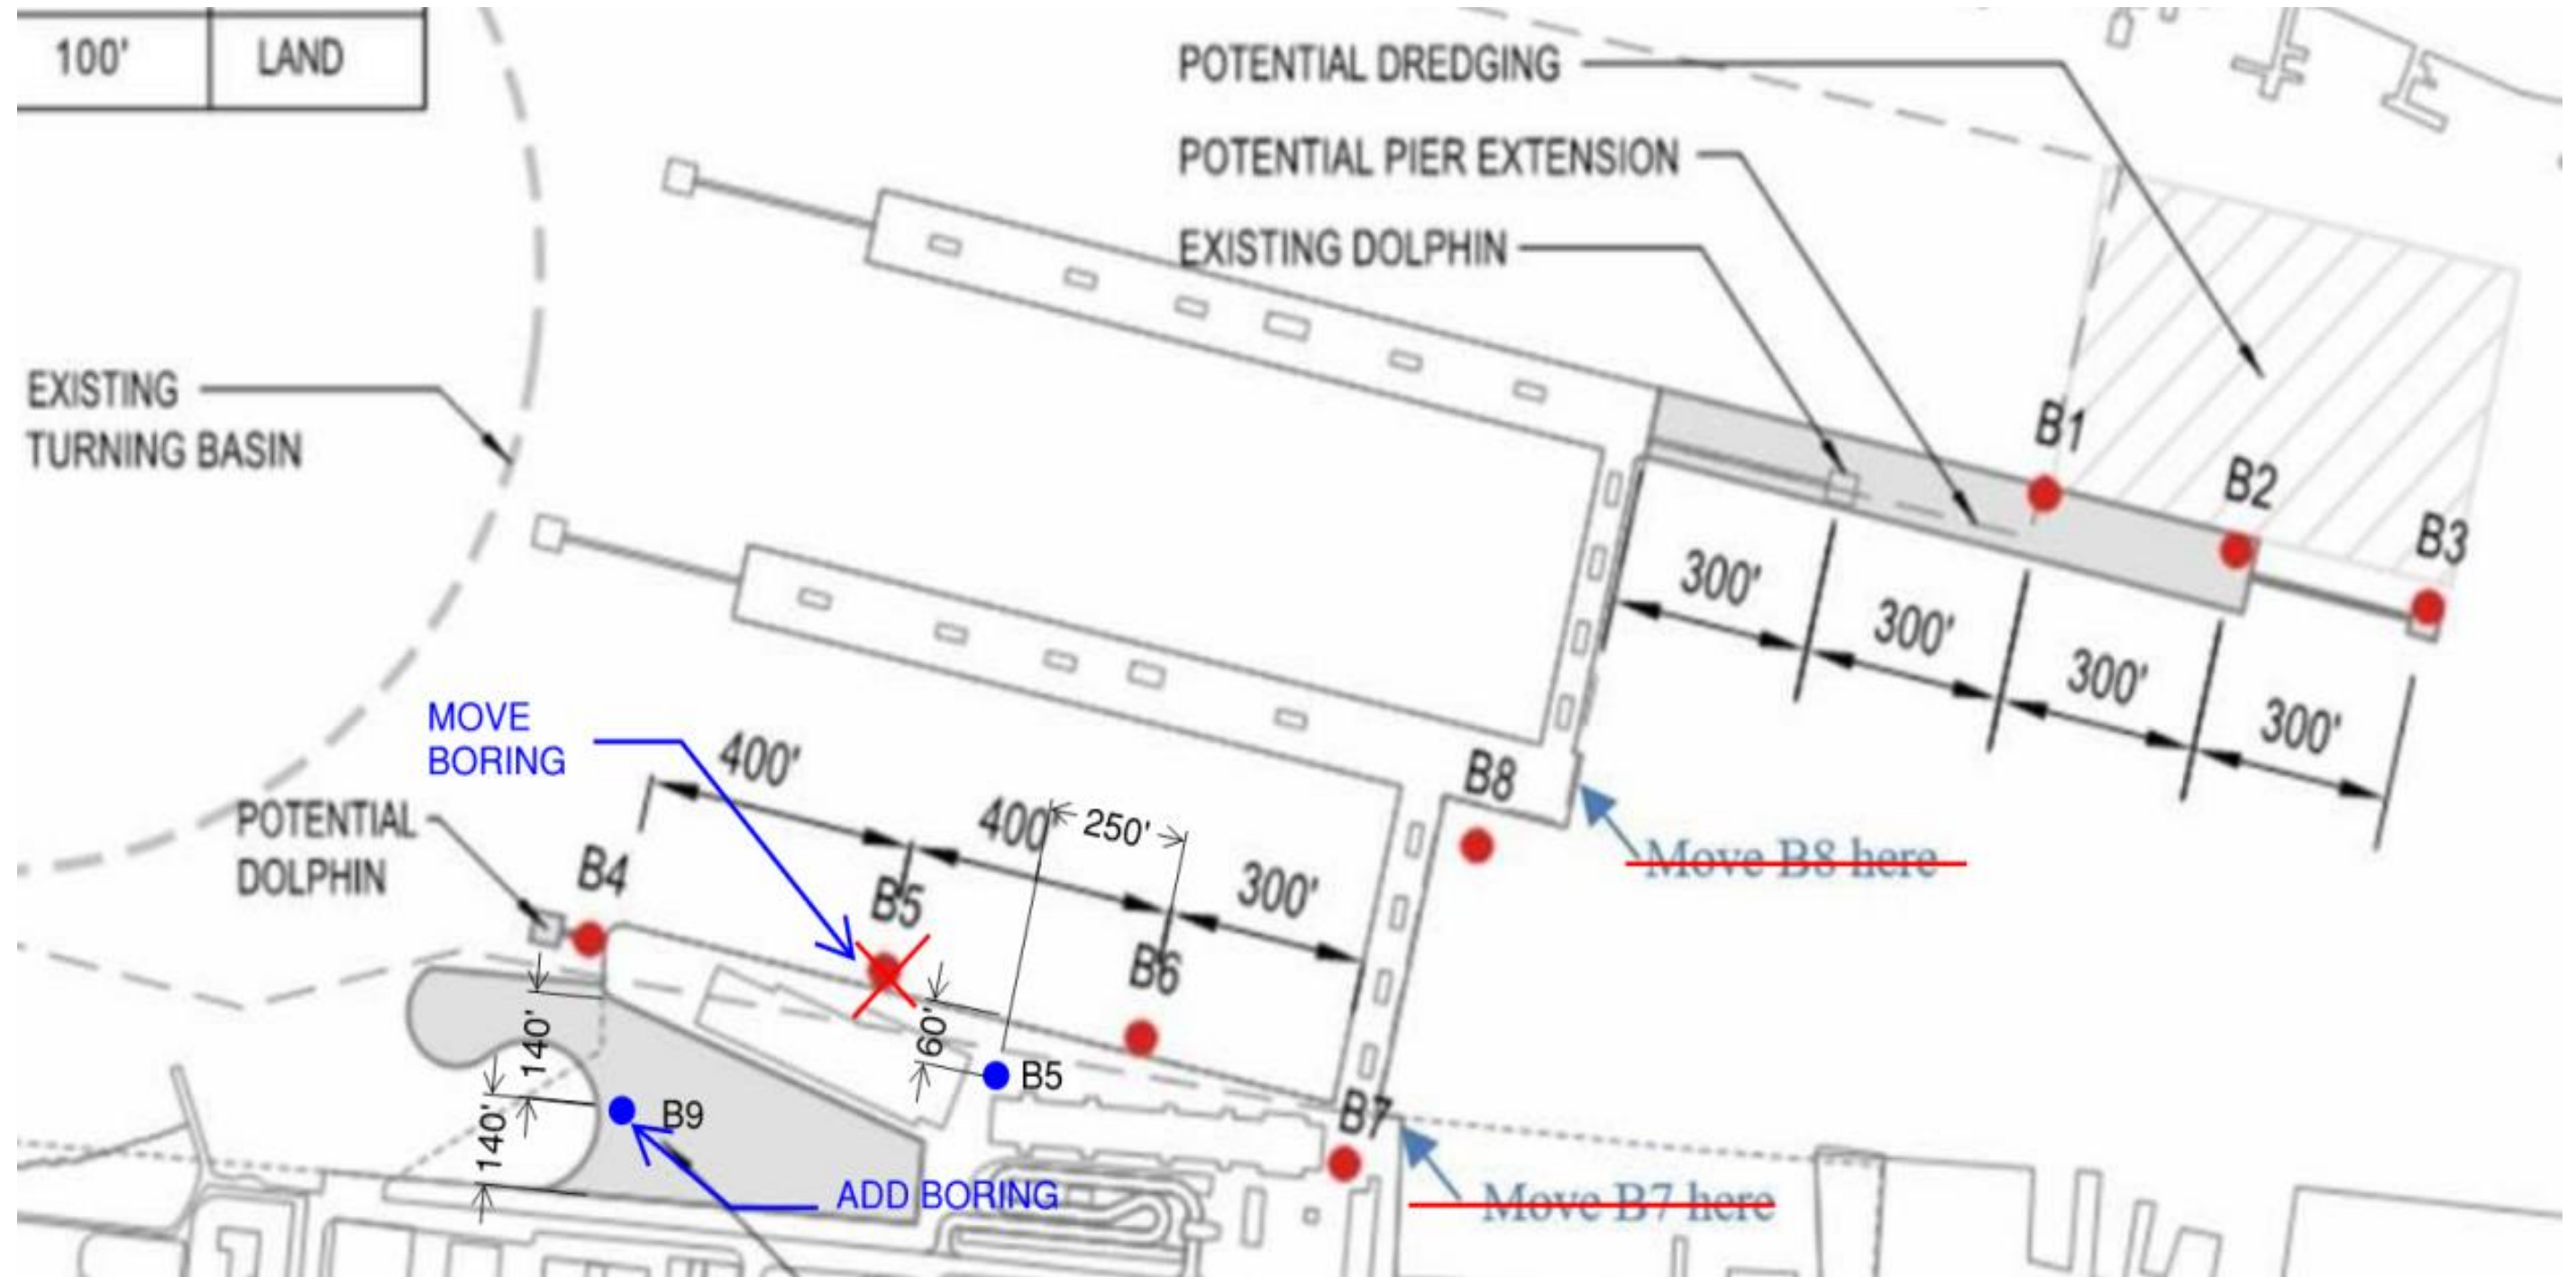 100' LAND
POTENTIAL DREDGING
POTENTIAL PIER EXTENSION
EXISTING DOLPHIN
EXISTING
TURNING BASIN
B1
B2
B3
300'
300'
300'
300'
MOVE
BORING
400'
400'
250'
300'
B8
Move B8 here
POTENTIAL
DOLPHIN
B4
B5
B6
60'
B5
140'
140'
B9
ADD BORING
B7
Move B7 here